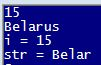 15
Belarus
i = 15
str = Belar